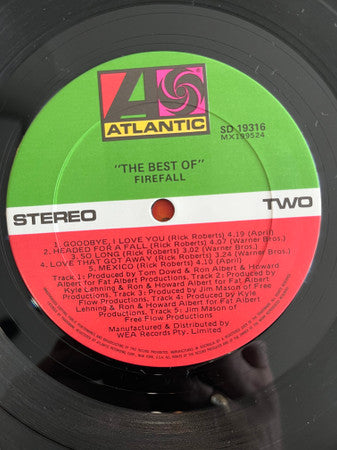 ATLANTIC
SD 19316
MX199524
"THE BEST OF"
FIREFALL
STEREO
TWO
1. GOODBYE, I LOVE YOU (Rick Roberts) 4.19 (April)
2. HEADED FOR A FALL (Rick Roberts) 4.07 (Warner Bros.)
3. SO LONG (Rick Roberts) 3.02 (Warner Bros.)
4. LOVE THAT GOT AWAY (Rick Roberts) 3.24 (Warner Bros.)
5. MEXICO (Rick Roberts) 4.10 (April)
Track 1: Produced by Tom Dowd & Ron Albert & Howard
Albert for Fat Albert Productions, Track 2: Produced by
Kyle Lehning & Ron & Howard Albert for Fat Albert
Productions, Track 3: Produced by Jim Mason of Free
Flow Productions, Track 4: Produced by Kyle
Lehning & Ron & Howard Albert for Fat Albert
Productions, Track 5: Jim Mason of
Free Flow Productions
Manufactured & Distributed by
WEA Records Pty. Limited